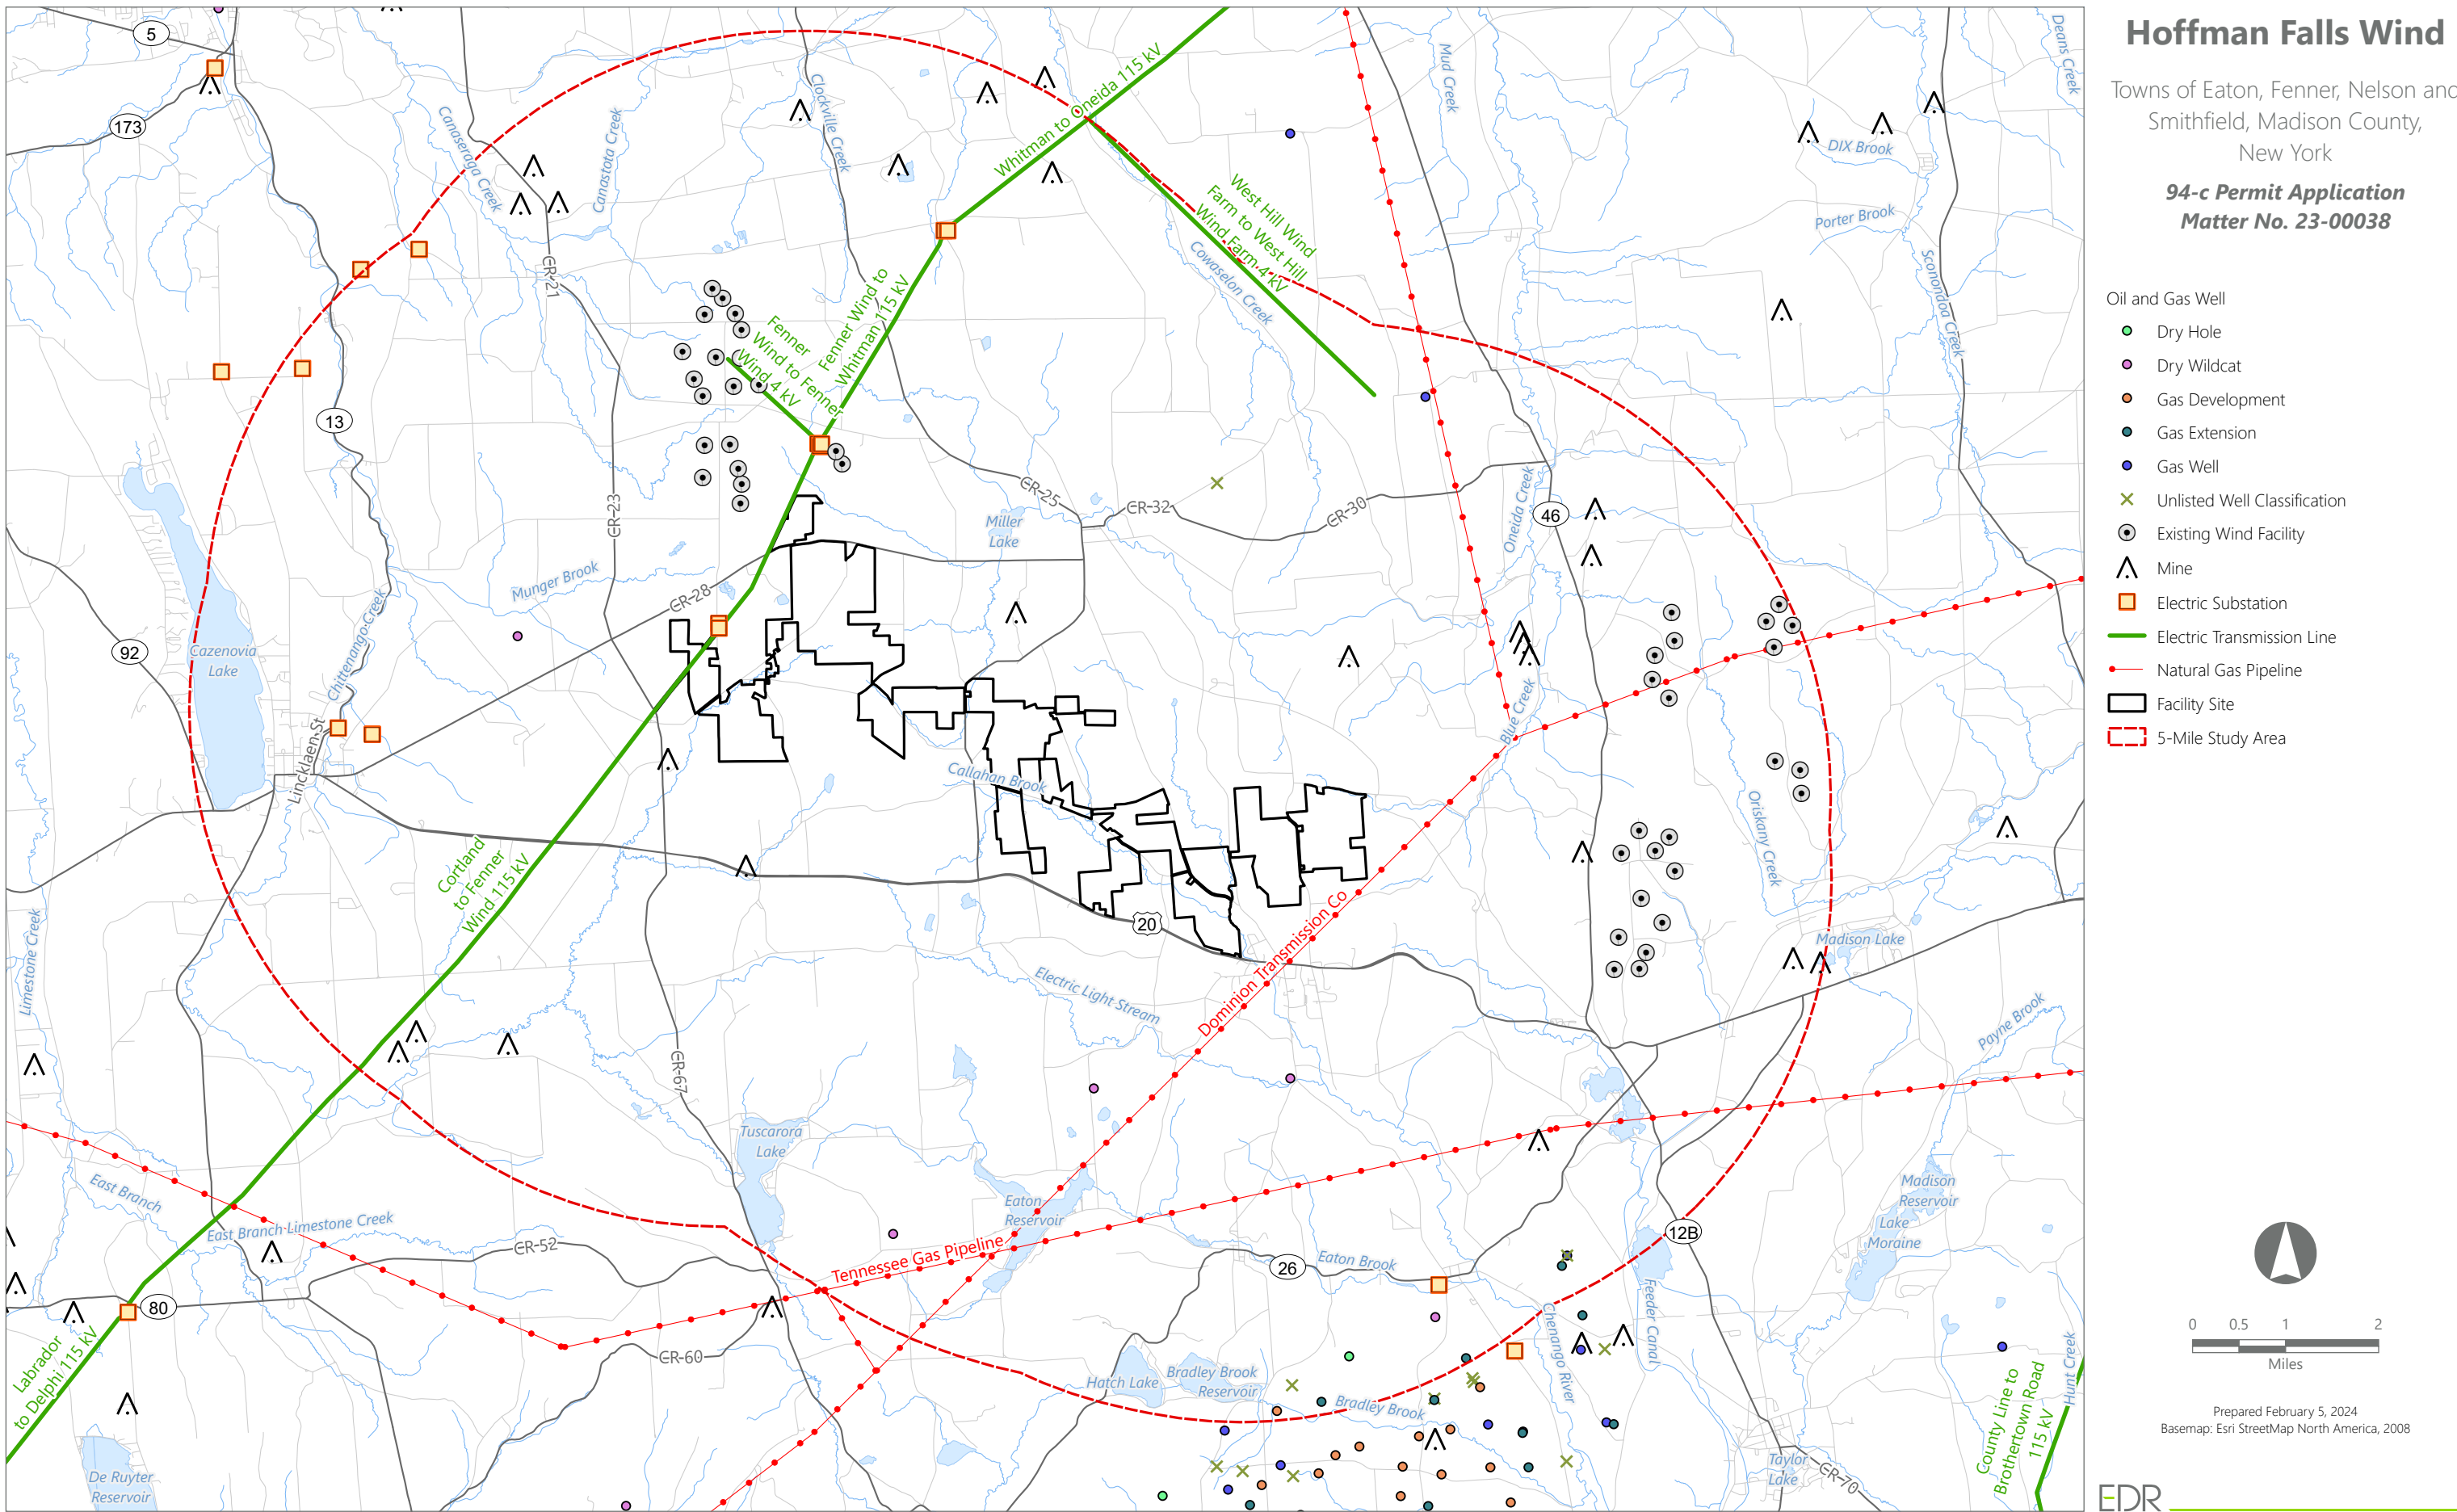 Hoffman Falls Wind
Towns of Eaton, Fenner, Nelson and
Smithfield, Madison County,
New York
94-c Permit Application
Matter No. 23-00038
Oil and Gas Well
Dry Hole
Dry Wildcat
Gas Development
Gas Extension
Gas Well
Unlisted Well Classification
Existing Wind Facility
Mine
Electric Substation
Electric Transmission Line
Natural Gas Pipeline
Facility Site
5-Mile Study Area
0 0.5 1 2
Miles
Prepared February 5, 2024
Basemap: Esri StreetMap North America, 2008
EDR
5
173
13
92
80
46
20
26
12B
CR-21
CR-23
CR-25
CR-32
CR-30
CR-28
CR-67
CR-52
CR-60
CR-70
Lincklaen St
Canaseraga Creek
Canastota Creek
Clockville Creek
Cowaselon Creek
Mud Creek
Deans Creek
DIX Brook
Porter Brook
Sconondoa Creek
Oneida Creek
Miller
Lake
Munger Brook
Chittenango Creek
Cazenovia
Lake
Limestone Creek
Blue Creek
Callahan Brook
Oriskany Creek
Madison Lake
Payne Brook
Electric Light Stream
Tuscarora
Lake
Eaton
Reservoir
East Branch
East Branch Limestone Creek
De Ruyter
Reservoir
Eaton Brook
Hatch Lake
Bradley Brook
Reservoir
Bradley Brook
Chenango River
Feeder Canal
Madison
Reservoir
Lake
Moraine
Taylor
Lake
Hunt Creek
Whitman to Oneida 115 kV
West Hill Wind
Farm to West Hill
Wind Farm 4 kV
Fenner Wind to
Whitman 115 kV
Fenner
Wind to Fenner
Wind 4 kV
Cortland
to Fenner
Wind 115 kV
Labrador
to Delphi 115 kV
County Line to
Brothertown Road
115 kV
Dominion Transmission Co
Tennessee Gas Pipeline